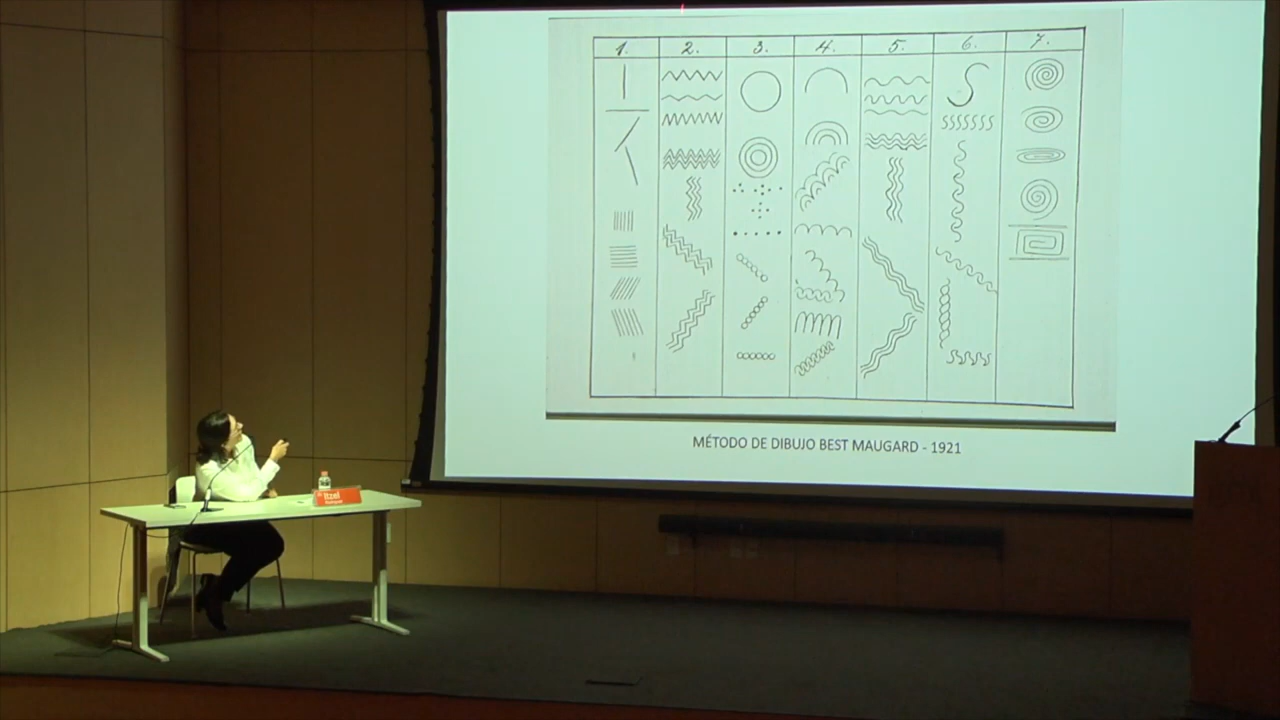 1. 2. 3. 4. 5. 6. 7.
MÉTODO DE DIBUJO BEST MAUGARD - 1921
Itzel